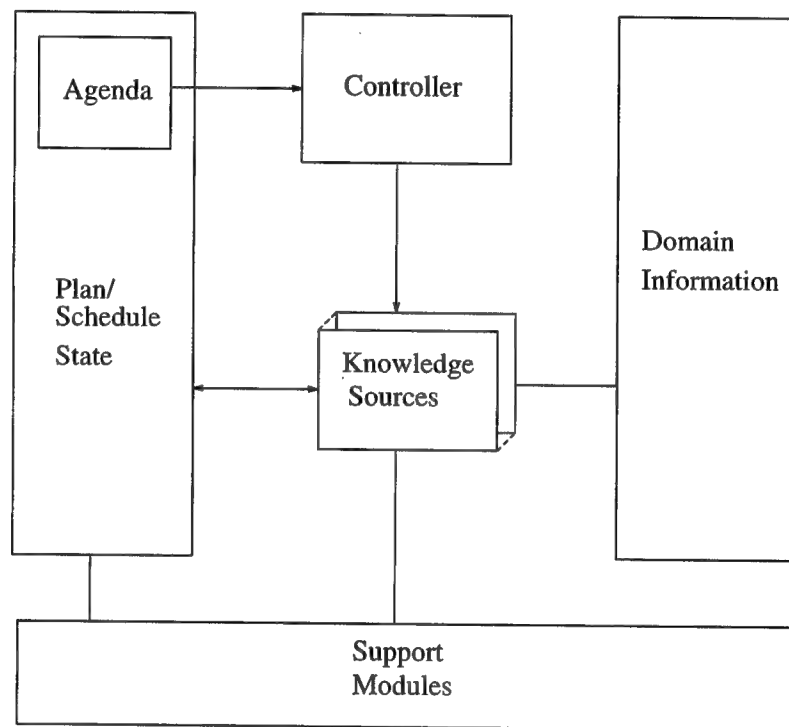 Agenda
Controller
Plan/
Schedule
State
Knowledge
Sources
Domain
Information
Support
Modules